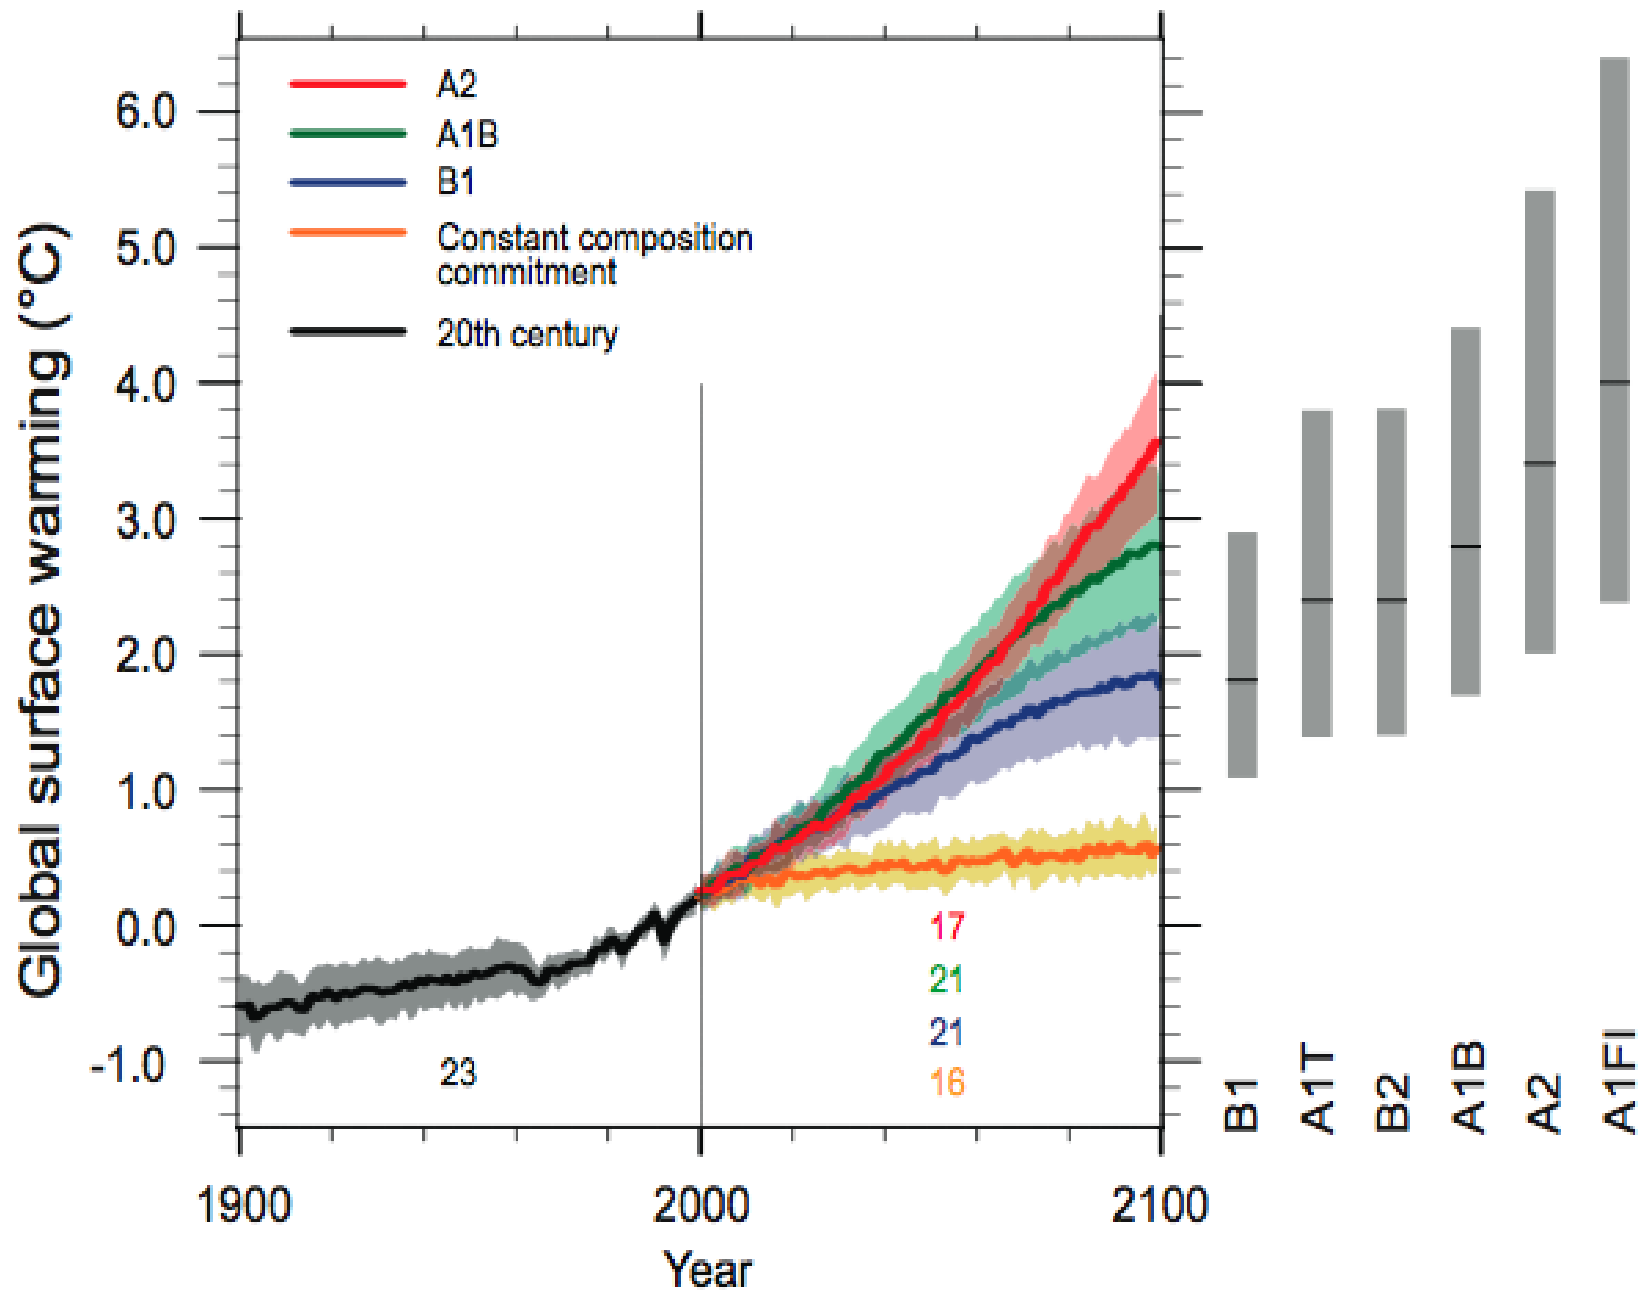 A2
A1B
B1
Constant composition
commitment
20th century
Global surface warming (°C)
6.0
5.0
4.0
3.0
2.0
1.0
0.0
-1.0
23
17
21
21
16
1900
2000
2100
Year
B1
A1T
B2
A1B
A2
A1FI